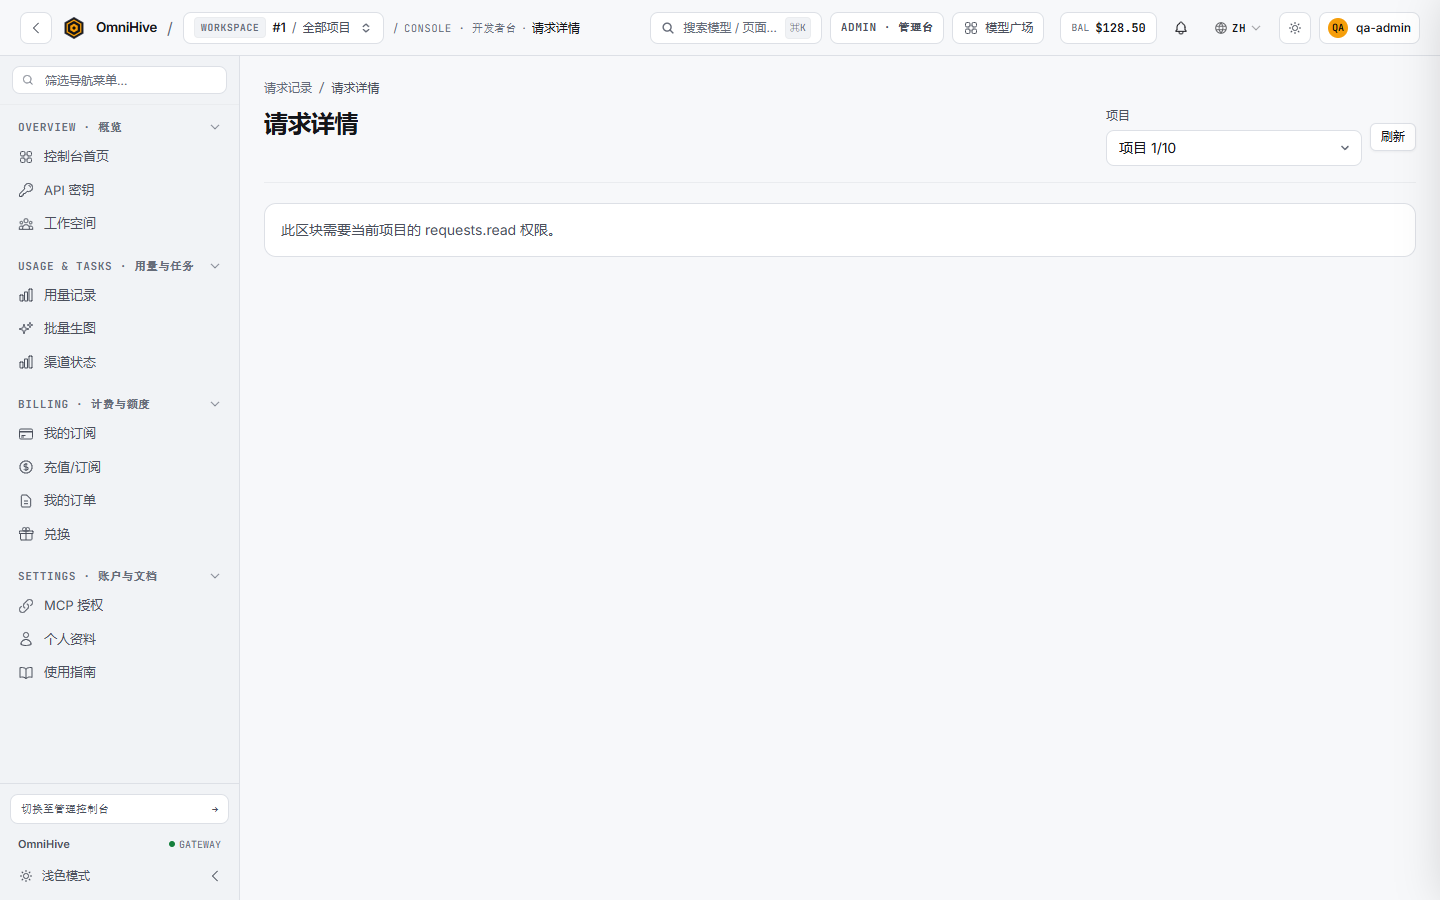 OmniHive / WORKSPACE #1 / 全部项目 / CONSOLE · 开发者台 · 请求详情 搜索模型 / 页面... ⌘K ADMIN · 管理台 模型广场 BAL $128.50 ZH QA qa-admin
筛选导航菜单...
OVERVIEW · 概览
控制台首页
API 密钥
工作空间
USAGE & TASKS · 用量与任务
用量记录
批量生图
渠道状态
BILLING · 计费与额度
我的订阅
充值/订阅
我的订单
兑换
SETTINGS · 账户与文档
MCP 授权
个人资料
使用指南
切换至管理控制台 →
OmniHive GATEWAY
浅色模式
请求记录 / 请求详情
请求详情
项目
项目 1/10
刷新
此区块需要当前项目的 requests.read 权限。